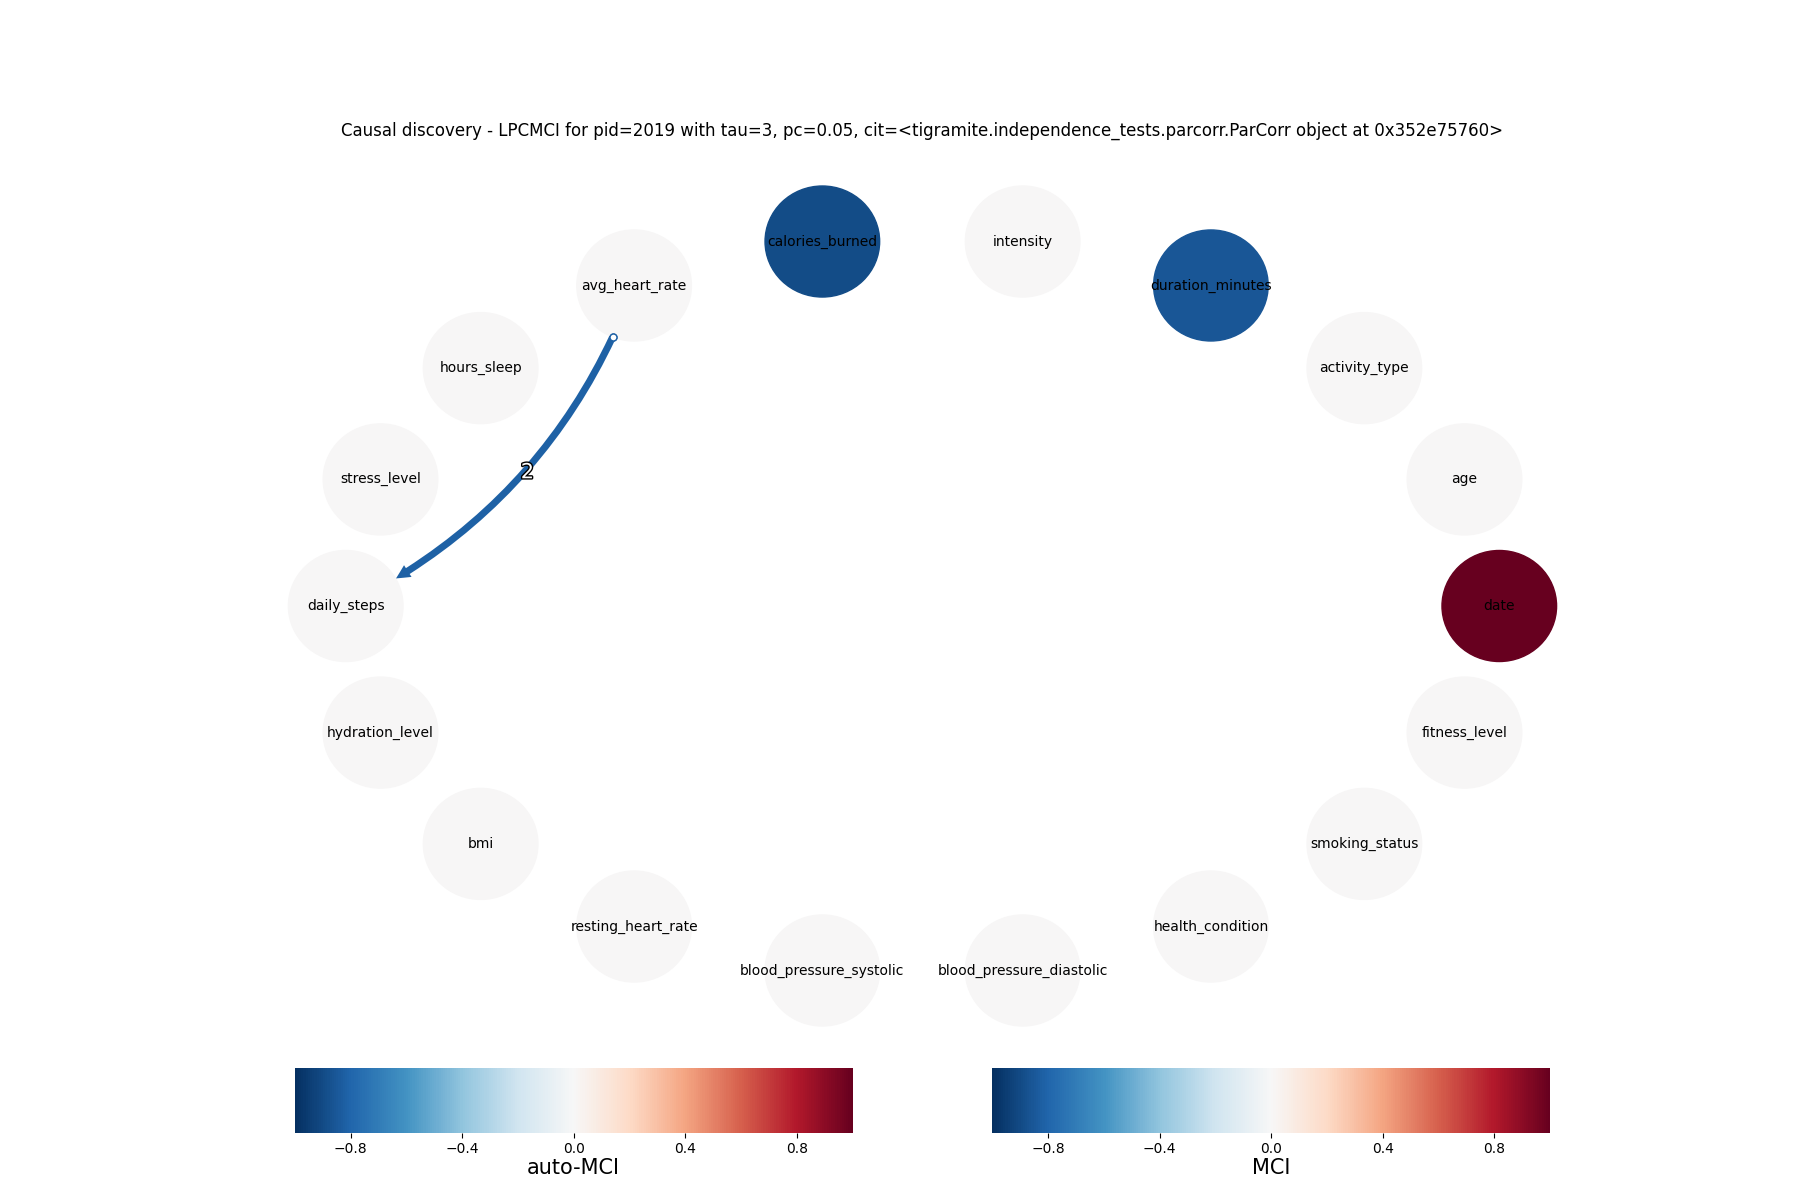 Causal discovery - LPCMCI for pid=2019 with tau=3, pc=0.05, cit=<tigramite.independence_tests.parcorr.ParCorr object at 0x352e75760>
calories_burned
intensity
avg_heart_rate
duration_minutes
hours_sleep
activity_type
2
stress_level
age
daily_steps
date
hydration_level
fitness_level
bmi
smoking_status
resting_heart_rate
health_condition
blood_pressure_systolic
blood_pressure_diastolic
−0.8 −0.4 0.0 0.4 0.8
auto-MCI
−0.8 −0.4 0.0 0.4 0.8
MCI